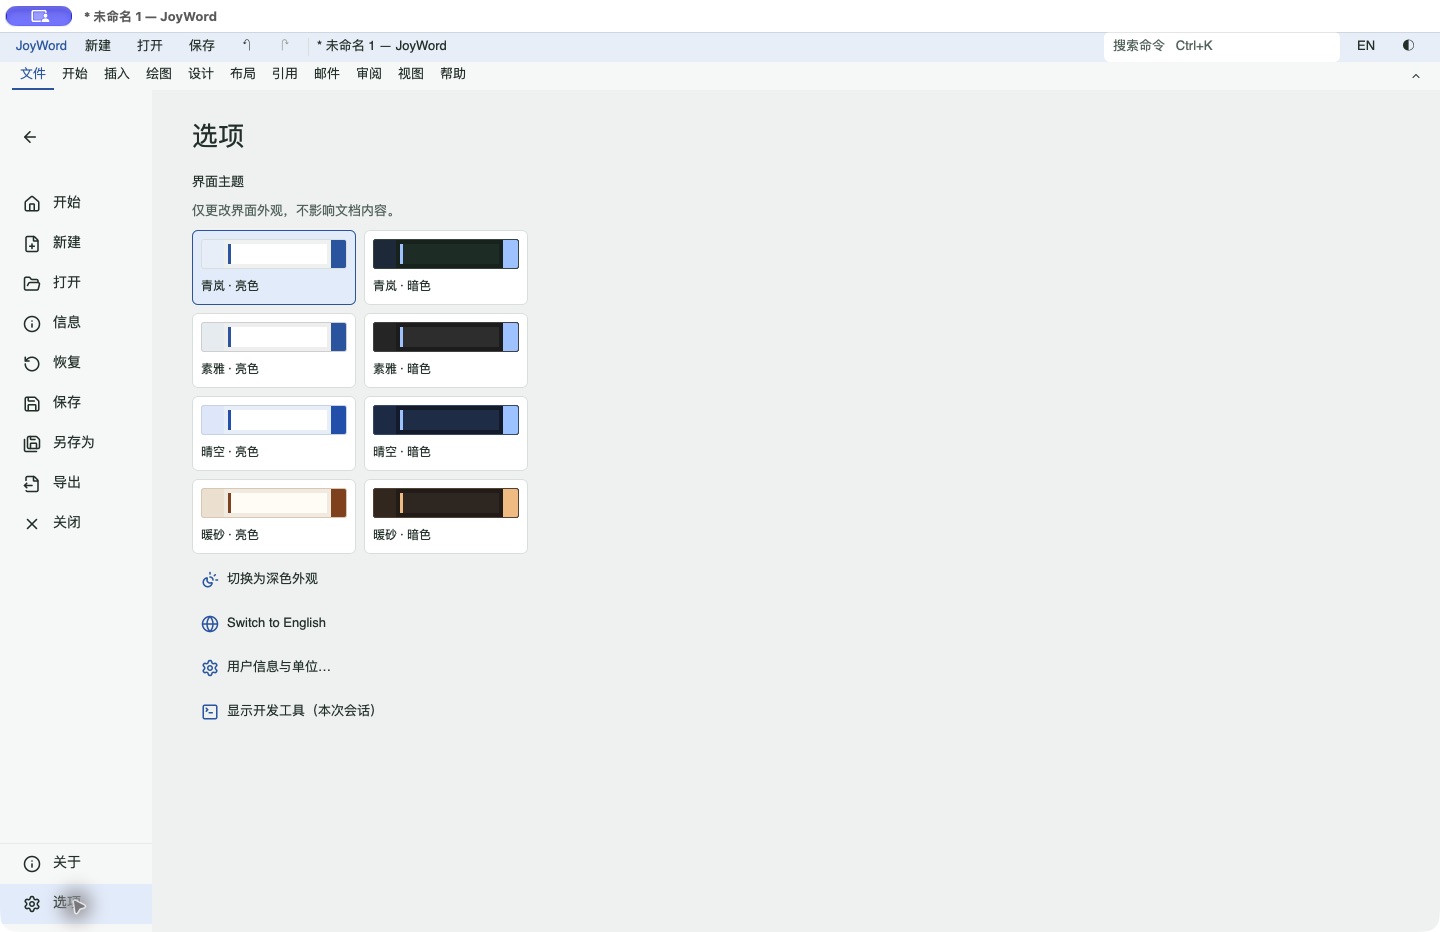 * 未命名 1 — JoyWord
JoyWord 新建 打开 保存 * 未命名 1 — JoyWord 搜索命令 Ctrl+K EN
文件 开始 插入 绘图 设计 布局 引用 邮件 审阅 视图 帮助
开始
新建
打开
信息
恢复
保存
另存为
导出
关闭
关于
选项
选项
界面主题
仅更改界面外观，不影响文档内容。
青岚 · 亮色
青岚 · 暗色
素雅 · 亮色
素雅 · 暗色
晴空 · 亮色
晴空 · 暗色
暖砂 · 亮色
暖砂 · 暗色
切换为深色外观
Switch to English
用户信息与单位...
显示开发工具（本次会话）